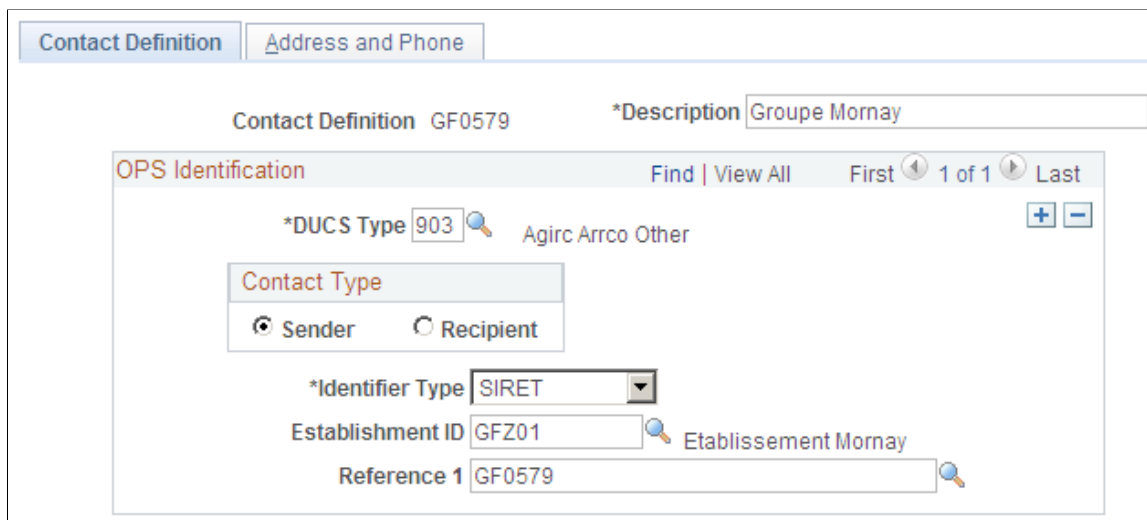 Contact Definition Address and Phone
Contact Definition GF0579 *Description Groupe Mornay
OPS Identification Find | View All First 1 of 1 Last
*DUCS Type 903 Agirc Arrco Other
Contact Type
Sender Recipient
*Identifier Type SIRET
Establishment ID GFZ01 Etablissement Mornay
Reference 1 GF0579